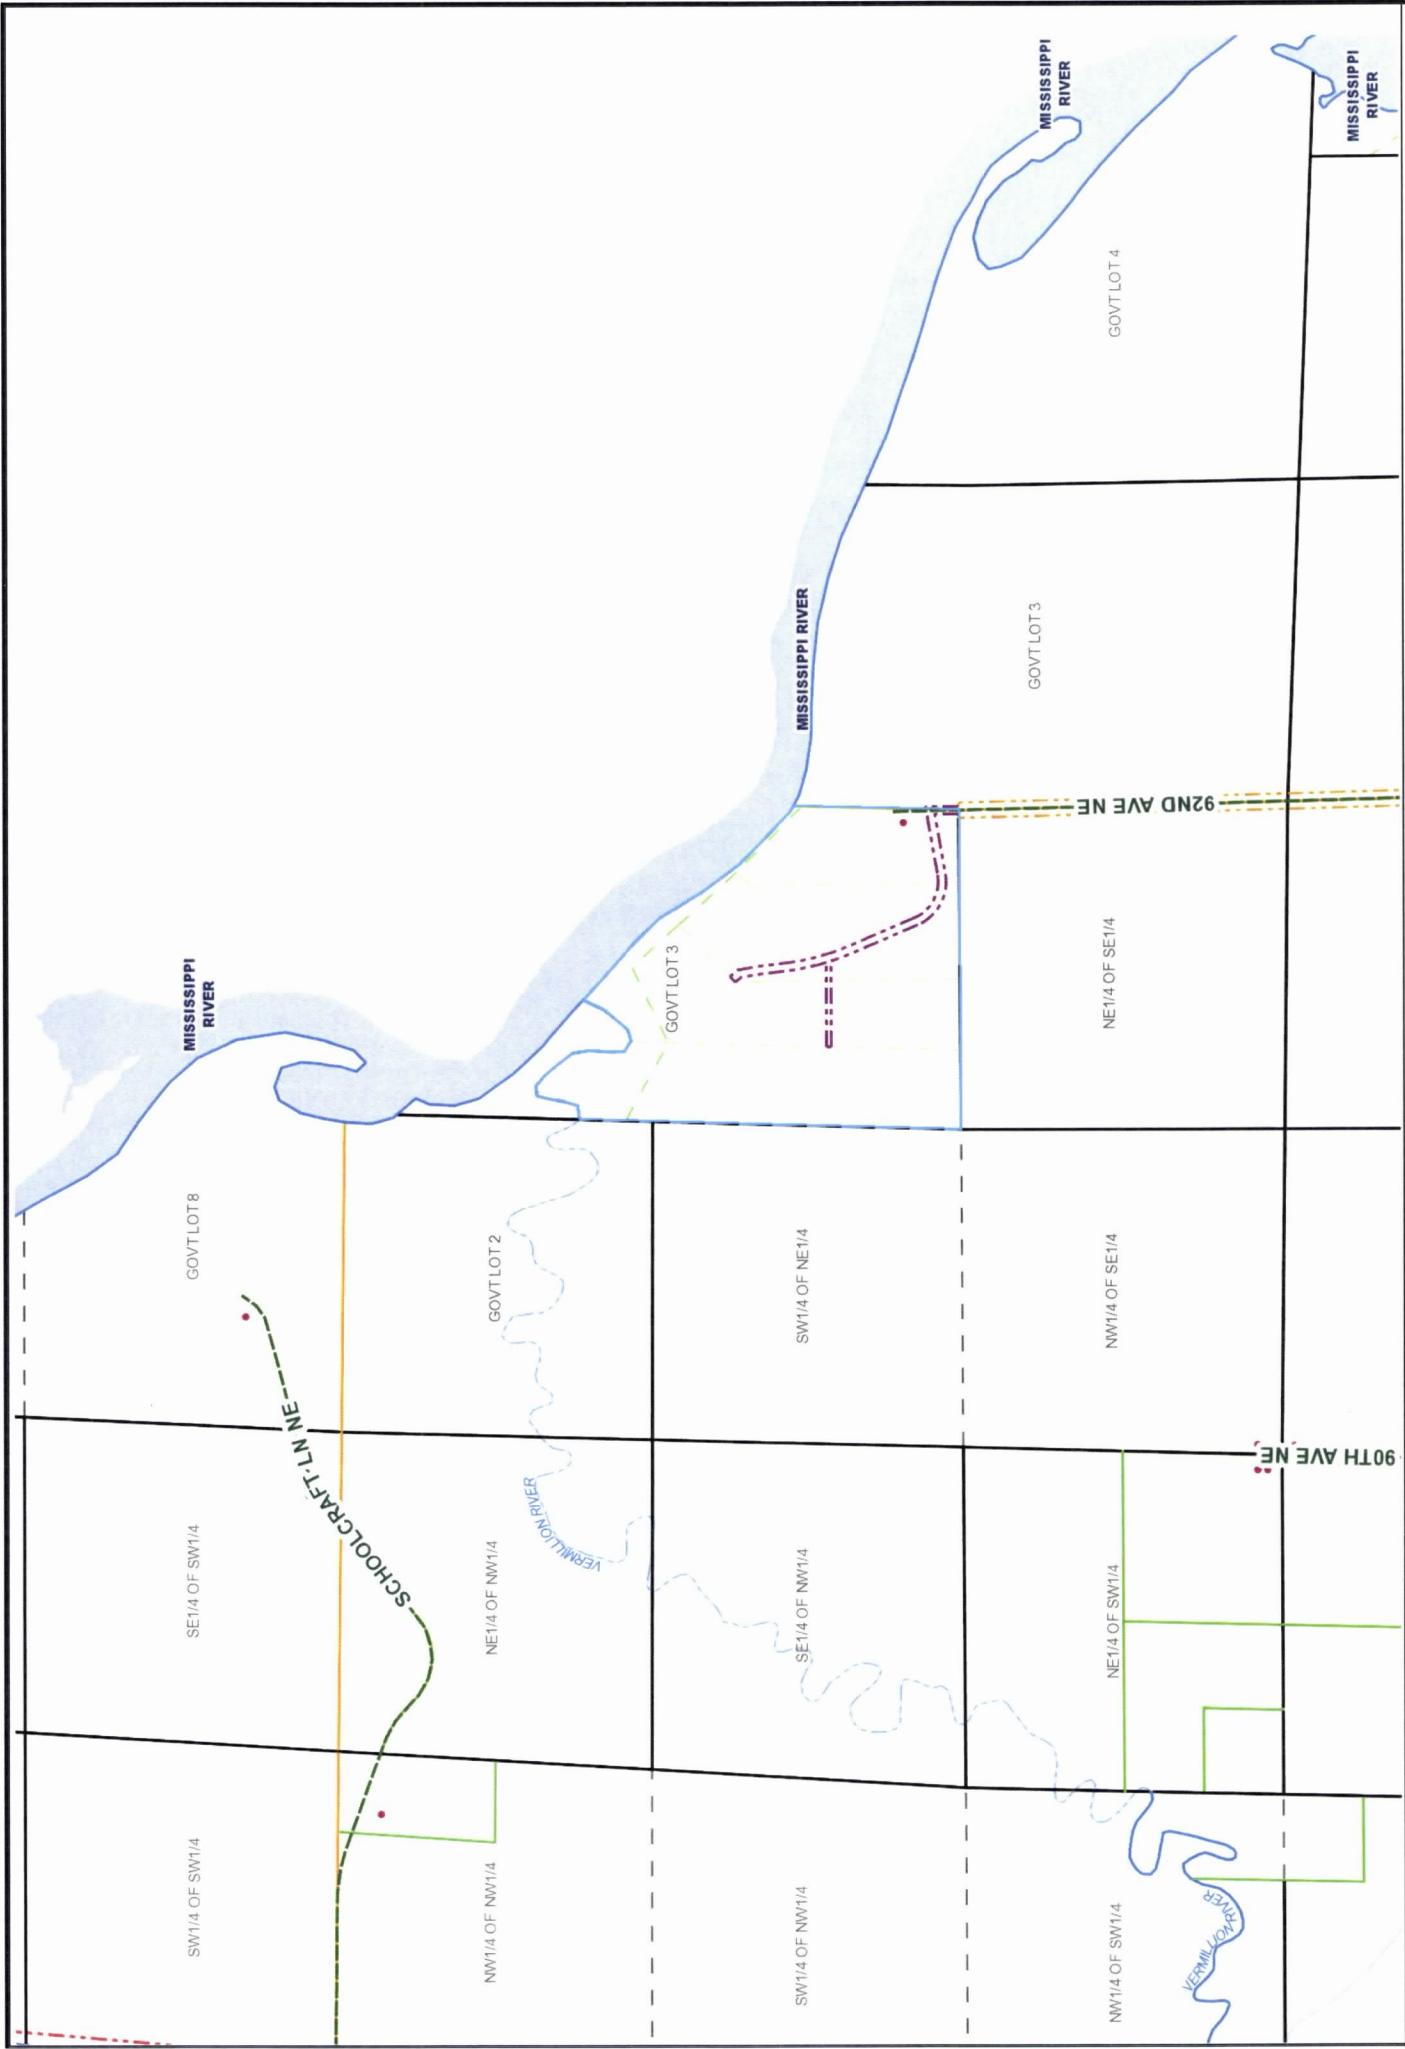 MISSISSIPPI
RIVER
MISSISSIPPI
RIVER
MISSISSIPPI
RIVER
MISSISSIPPI RIVER
GOVT LOT 8
SE1/4 OF SW1/4
SW1/4 OF SW1/4
SCHOOLCRAFT LN NE
GOVT LOT 2
NE1/4 OF NW1/4
NW1/4 OF NW1/4
VERMILLION RIVER
GOVT LOT 3
SW1/4 OF NE1/4
SE1/4 OF NW1/4
SW1/4 OF NW1/4
GOVT LOT 4
GOVT LOT 3
92ND AVE NE
NE1/4 OF SE1/4
NW1/4 OF SE1/4
NE1/4 OF SW1/4
NW1/4 OF SW1/4
90TH AVE NE
VERMILLION RIVER